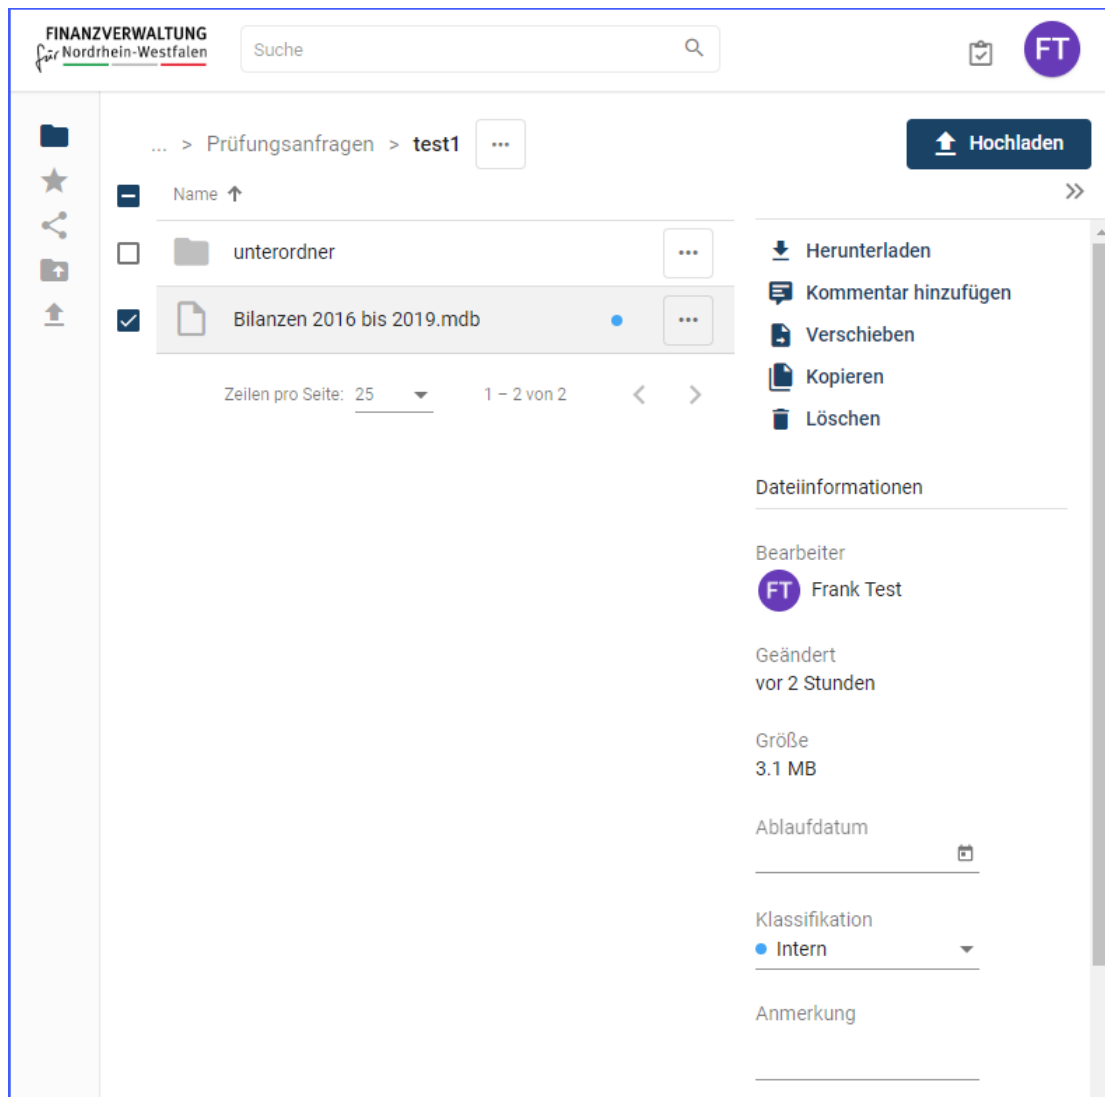 FINANZVERWALTUNG
für Nordrhein-Westfalen
Suche
FT
... > Prüfungsanfragen > test1 ...
Hochladen
Name
unterordner
Bilanzen 2016 bis 2019.mdb
Zeilen pro Seite: 25 1 – 2 von 2
Herunterladen
Kommentar hinzufügen
Verschieben
Kopieren
Löschen
Dateiinformationen
Bearbeiter
FT Frank Test
Geändert
vor 2 Stunden
Größe
3.1 MB
Ablaufdatum
Klassifikation
Intern
Anmerkung